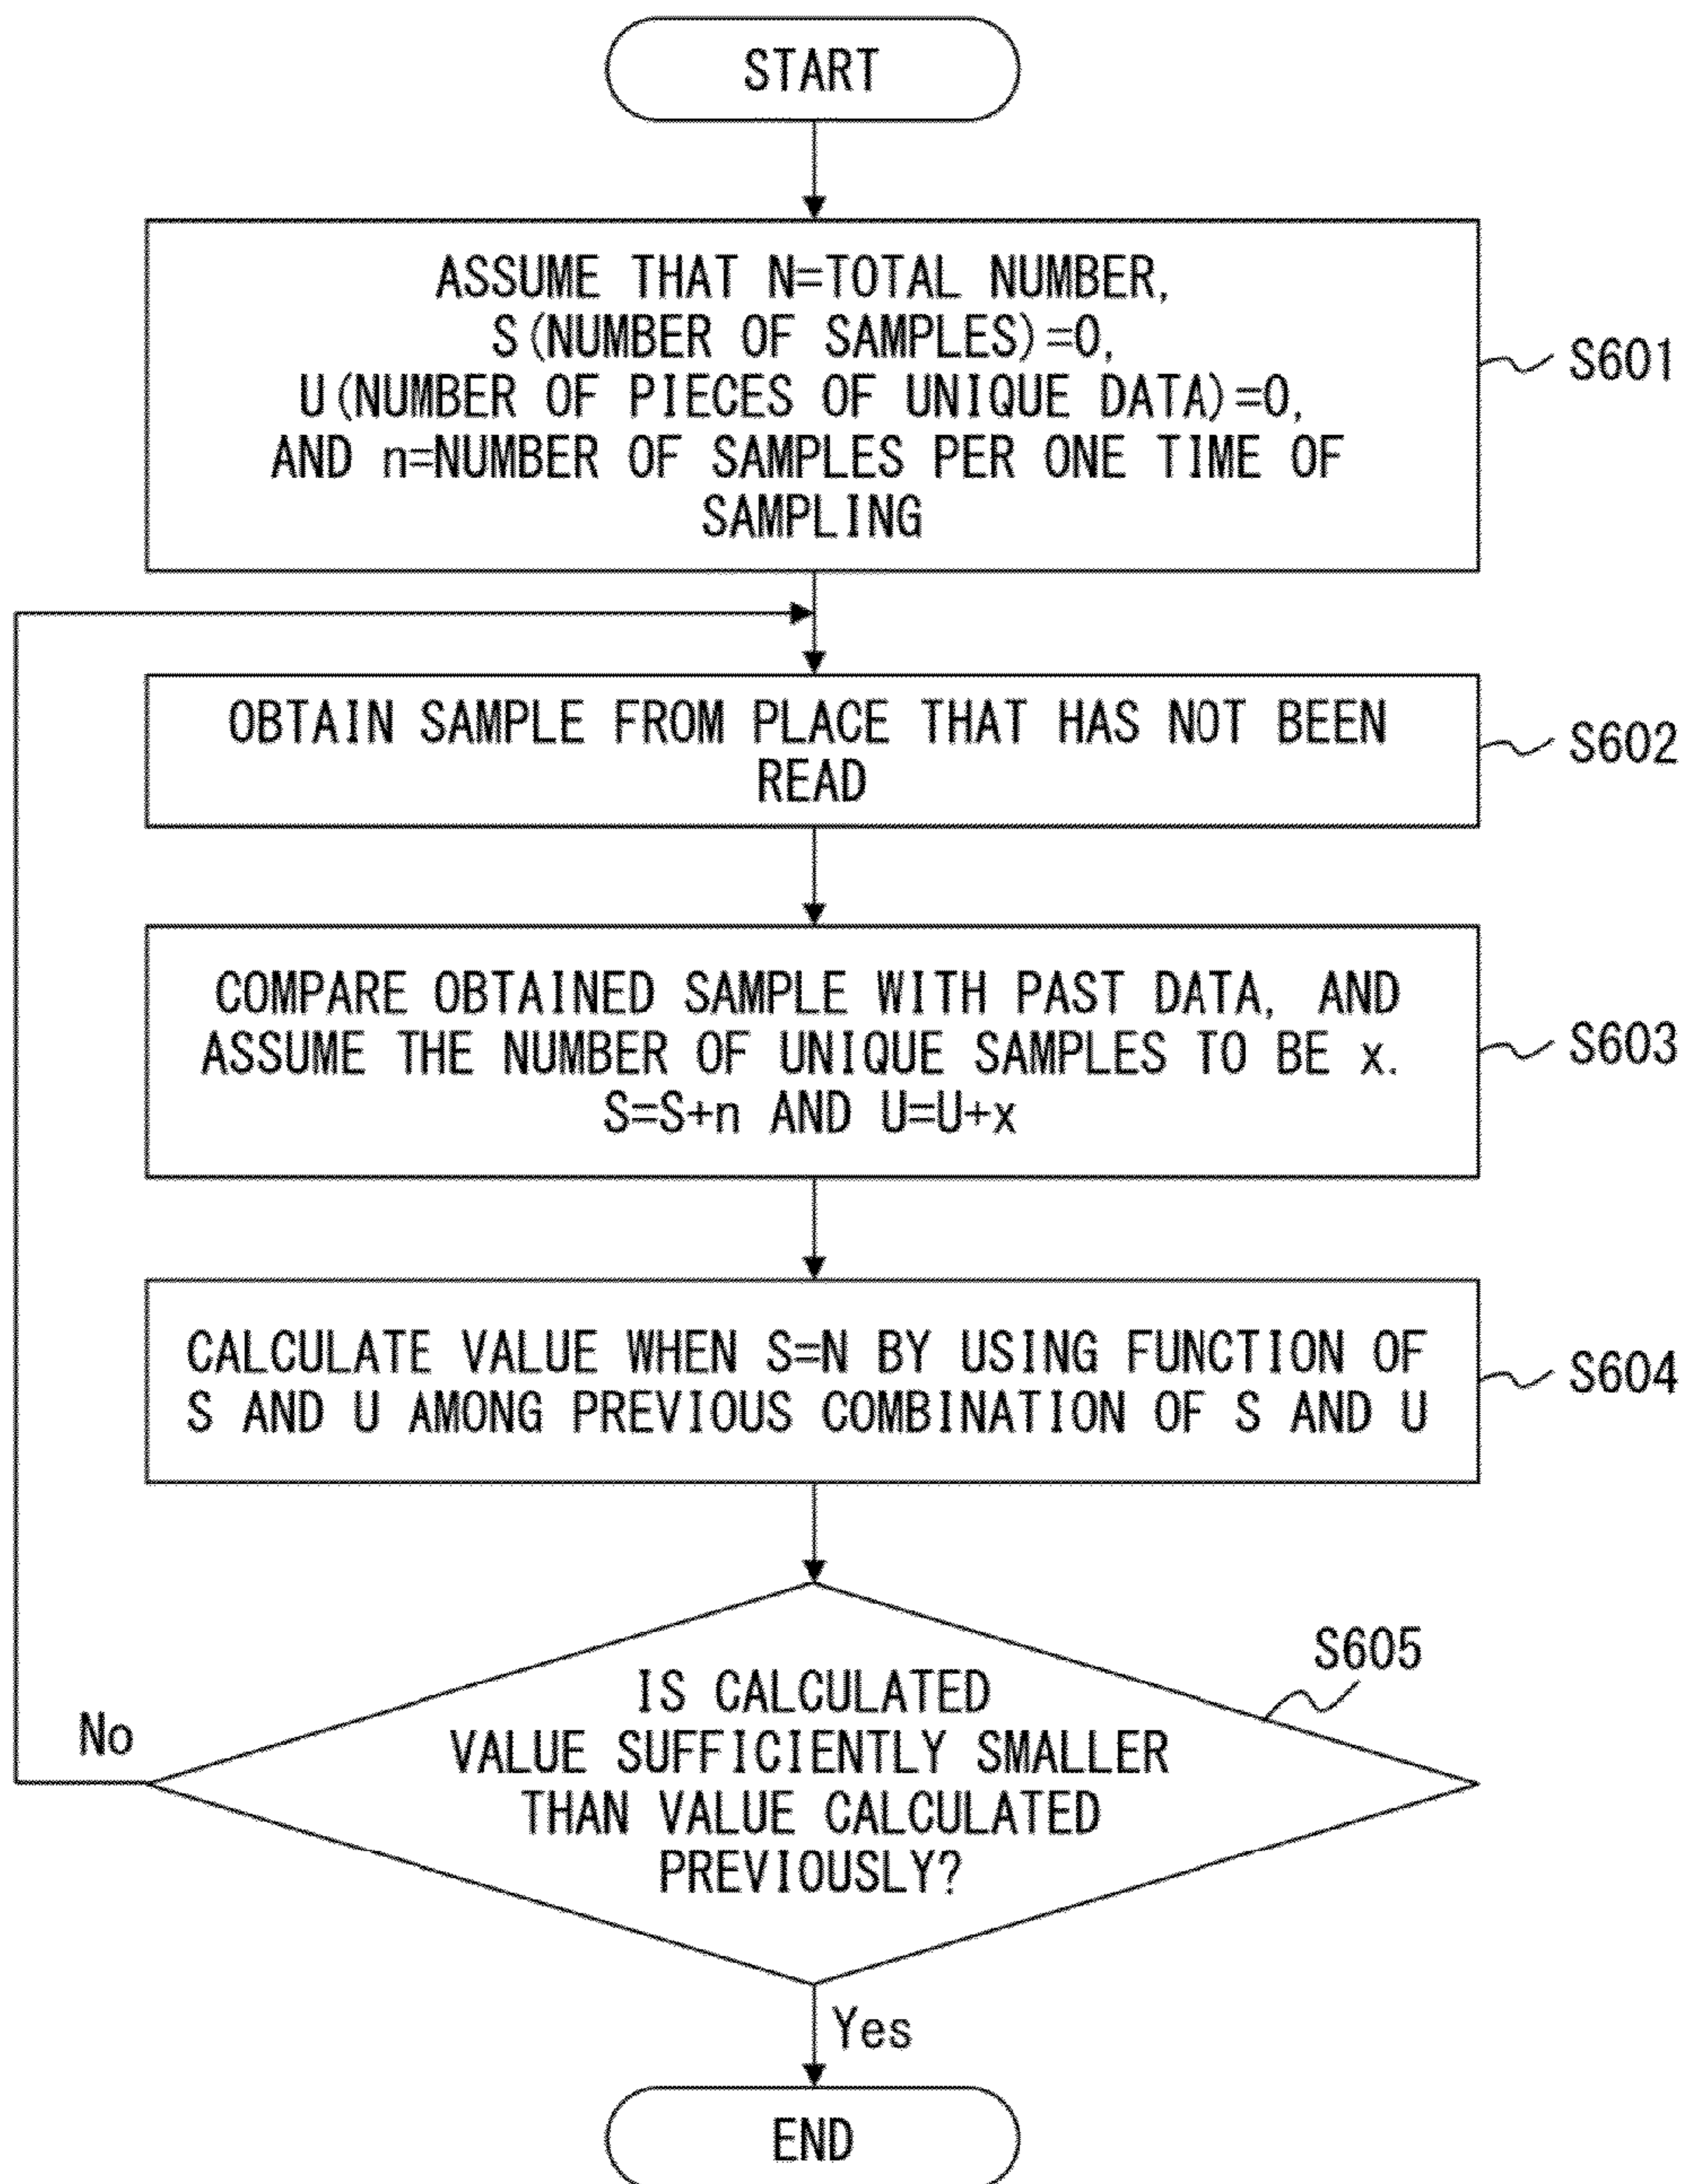 START
ASSUME THAT N=TOTAL NUMBER,
S(NUMBER OF SAMPLES)=0,
U(NUMBER OF PIECES OF UNIQUE DATA)=0,
AND n=NUMBER OF SAMPLES PER ONE TIME OF
SAMPLING
S601
OBTAIN SAMPLE FROM PLACE THAT HAS NOT BEEN
READ
S602
COMPARE OBTAINED SAMPLE WITH PAST DATA, AND
ASSUME THE NUMBER OF UNIQUE SAMPLES TO BE x.
S=S+n AND U=U+x
S603
CALCULATE VALUE WHEN S=N BY USING FUNCTION OF
S AND U AMONG PREVIOUS COMBINATION OF S AND U
S604
IS CALCULATED
VALUE SUFFICIENTLY SMALLER
THAN VALUE CALCULATED
PREVIOUSLY?
S605
No
Yes
END